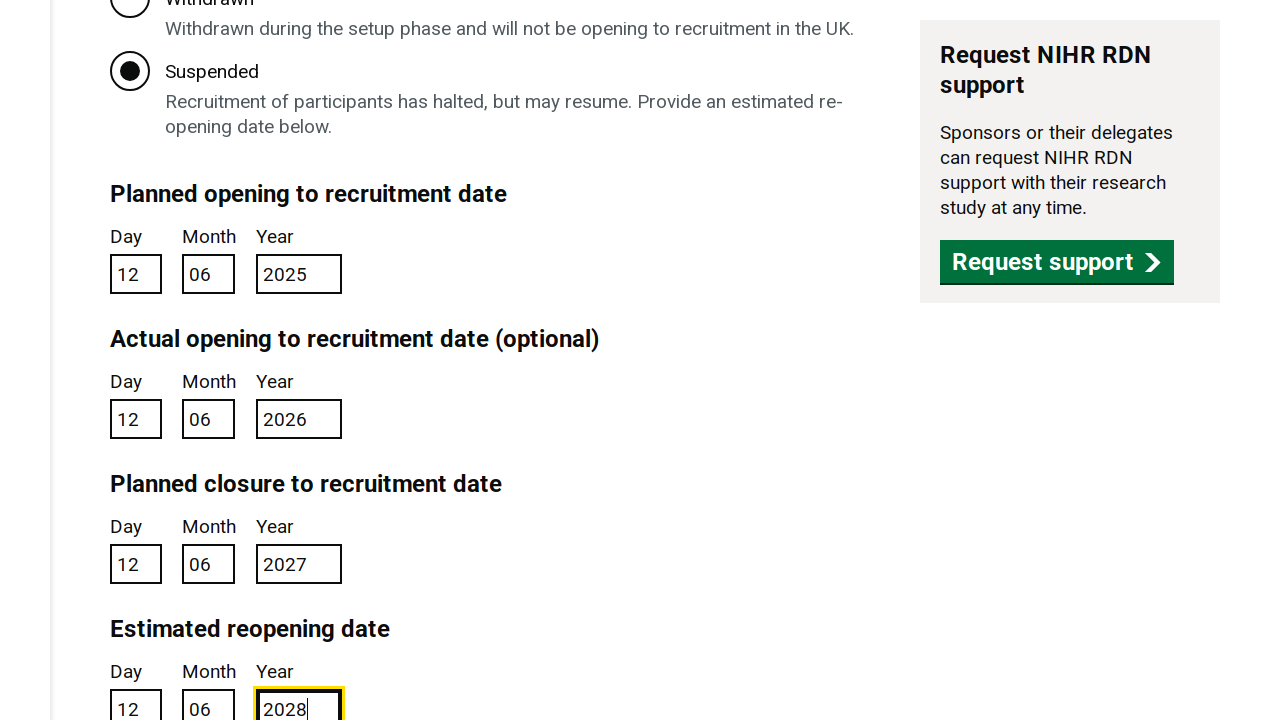 Withdrawn
Withdrawn during the setup phase and will not be opening to recruitment in the UK.
Suspended
Recruitment of participants has halted, but may resume. Provide an estimated re-
opening date below.
Planned opening to recruitment date
Day Month Year
12 06 2025
Actual opening to recruitment date (optional)
Day Month Year
12 06 2026
Planned closure to recruitment date
Day Month Year
12 06 2027
Estimated reopening date
Day Month Year
12 06 2028
Request NIHR RDN
support
Sponsors or their delegates
can request NIHR RDN
support with their research
study at any time.
Request support